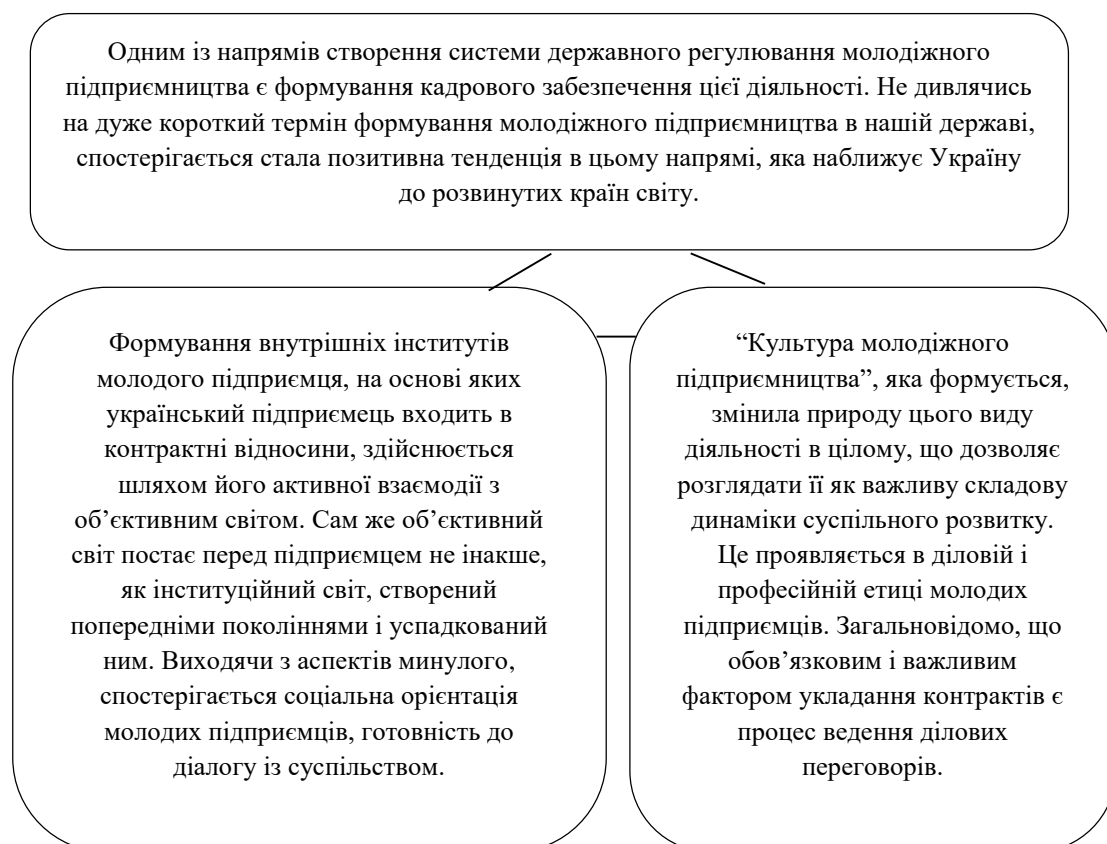 Одним із напрямів створення системи державного регулювання молодіжного
підприємництва є формування кадрового забезпечення цієї діяльності. Не дивлячись
на дуже короткий термін формування молодіжного підприємництва в нашій державі,
спостерігається стала позитивна тенденція в цьому напрямі, яка наближує Україну
до розвинутих країн світу.
Формування внутрішніх інститутів
молодого підприємця, на основі яких
український підприємець входить в
контрактні відносини, здійснюється
шляхом його активної взаємодії з
об’єктивним світом. Сам же об’єктивний
світ постає перед підприємцем не інакше,
як інституційний світ, створений
попередніми поколіннями і успадкований
ним. Виходячи з аспектів минулого,
спостерігається соціальна орієнтація
молодих підприємців, готовність до
діалогу із суспільством.
“Культура молодіжного
підприємництва”, яка формується,
змінила природу цього виду
діяльності в цілому, що дозволяє
розглядати її як важливу складову
динаміки суспільного розвитку.
Це проявляється в діловій і
професійній етиці молодих
підприємців. Загальновідомо, що
обов’язковим і важливим
фактором укладання контрактів є
процес ведення ділових
переговорів.